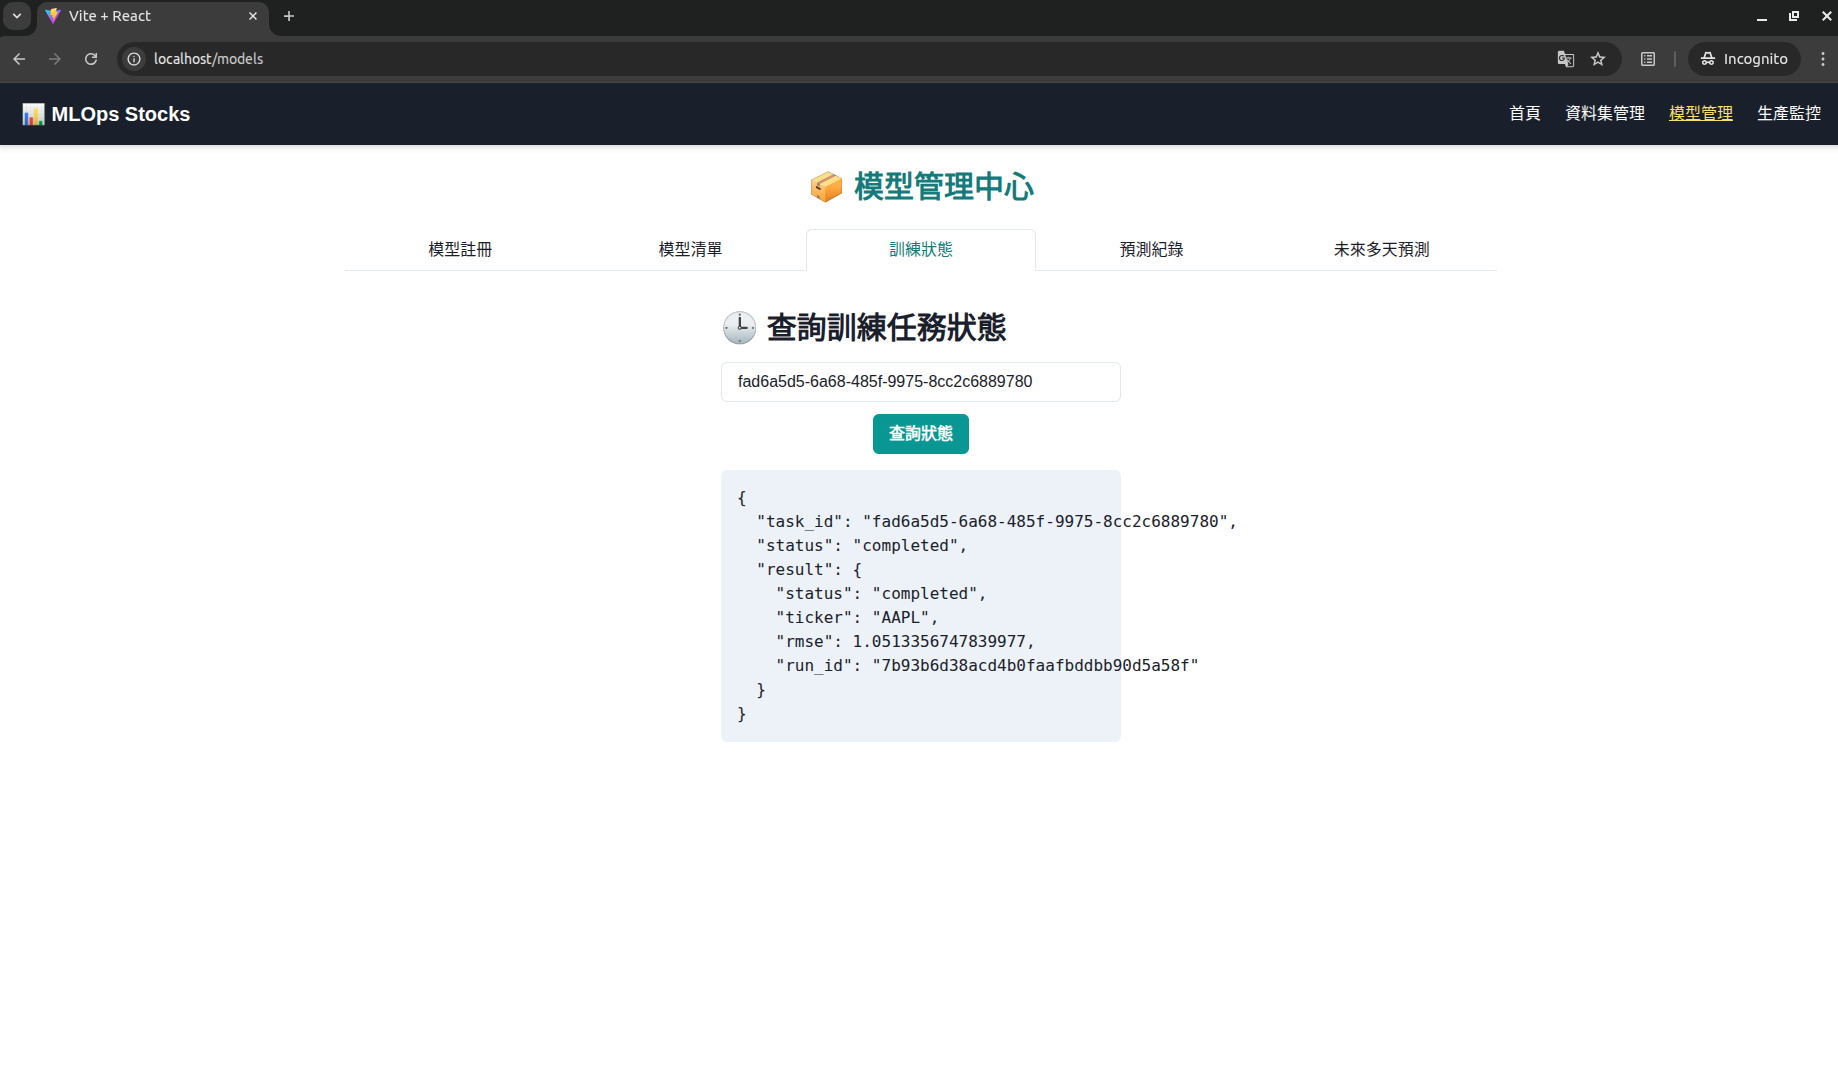 Vite + React
localhost/models
Incognito
MLOps Stocks
首頁 資料集管理 模型管理 生產監控
模型管理中心
模型註冊 模型清單 訓練狀態 預測紀錄 未來多天預測
查詢訓練任務狀態
fad6a5d5-6a68-485f-9975-8cc2c6889780
查詢狀態
{
"task_id": "fad6a5d5-6a68-485f-9975-8cc2c6889780",
"status": "completed",
"result": {
"status": "completed",
"ticker": "AAPL",
"rmse": 1.0513356747839977,
"run_id": "7b93b6d38acd4b0faafbddbb90d5a58f"
}
}